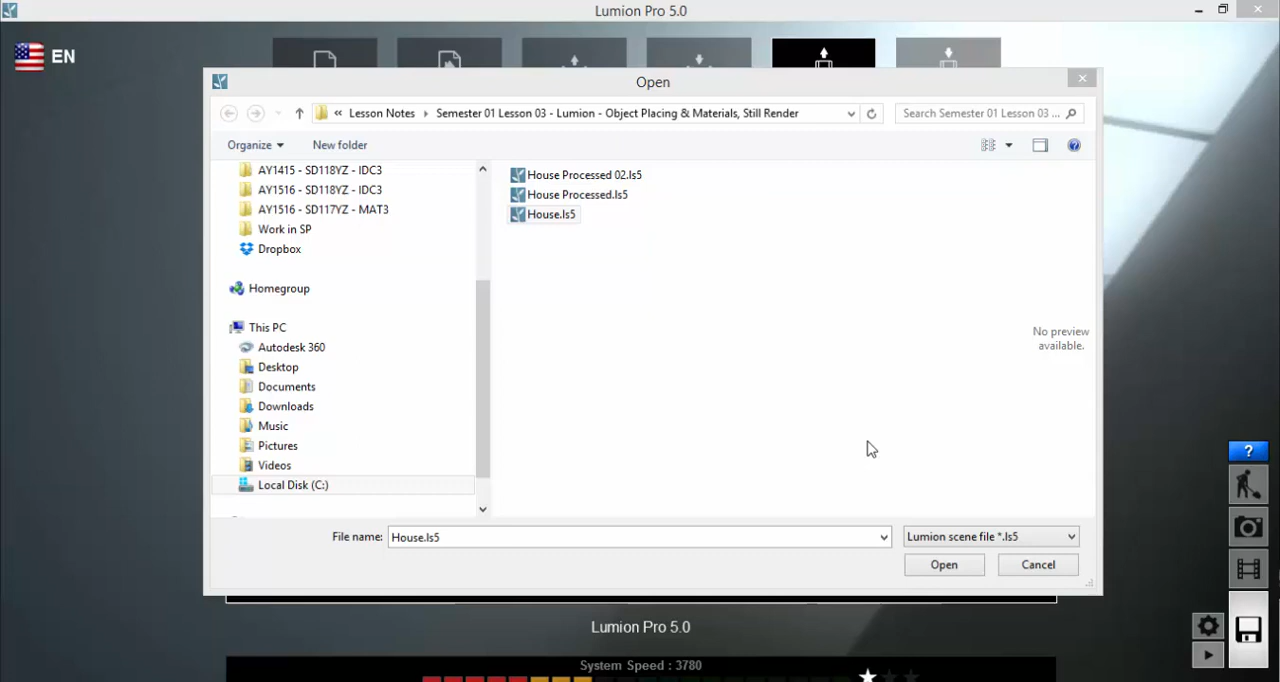 Lumion Pro 5.0
EN
Open
« Lesson Notes › Semester 01 Lesson 03 - Lumion - Object Placing & Materials, Still Render
Search Semester 01 Lesson 03 ...
Organize
New folder
?
AY1415 - SD118YZ - IDC3
AY1516 - SD118YZ - IDC3
AY1516 - SD117YZ - MAT3
Work in SP
Dropbox
Homegroup
This PC
Autodesk 360
Desktop
Documents
Downloads
Music
Pictures
Videos
Local Disk (C:)
House Processed 02.ls5
House Processed.ls5
House.ls5
No preview
available.
File name:
House.ls5
Lumion scene file *.ls5
Open
Cancel
?
Lumion Pro 5.0
System Speed : 3780